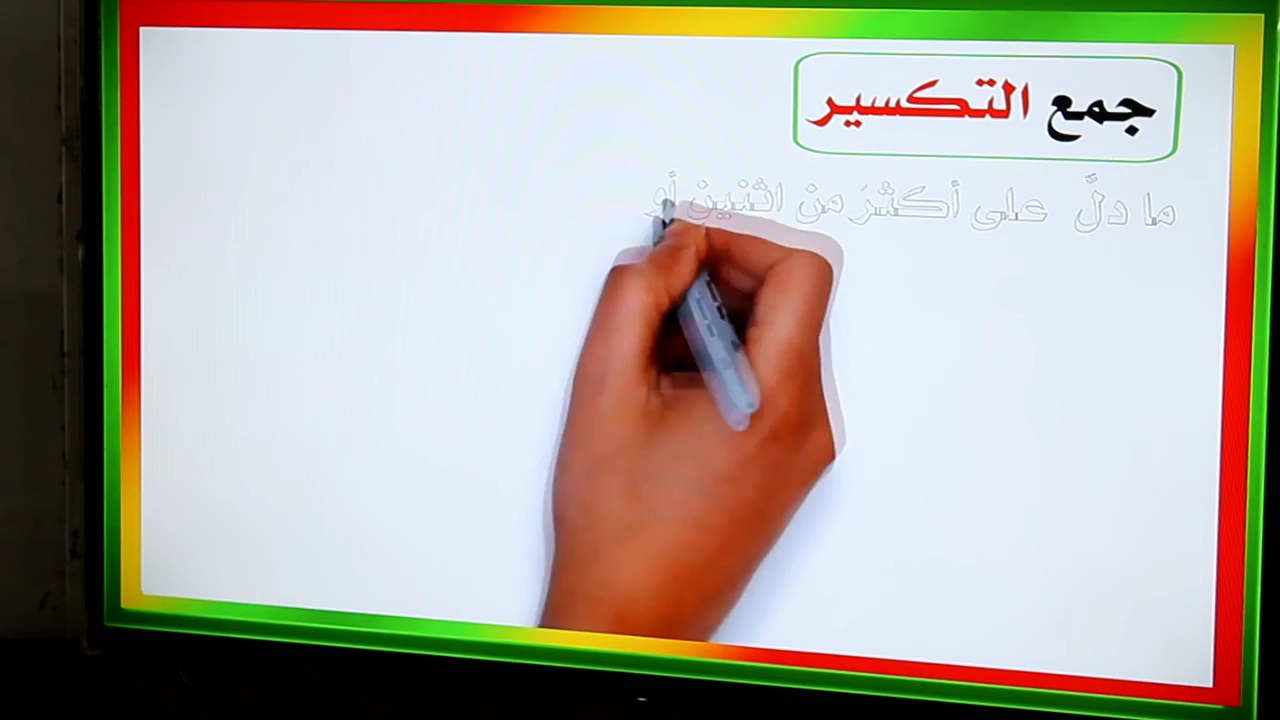 جمع التكسير
ما دلَّ على أكثرَ من اثنين أو